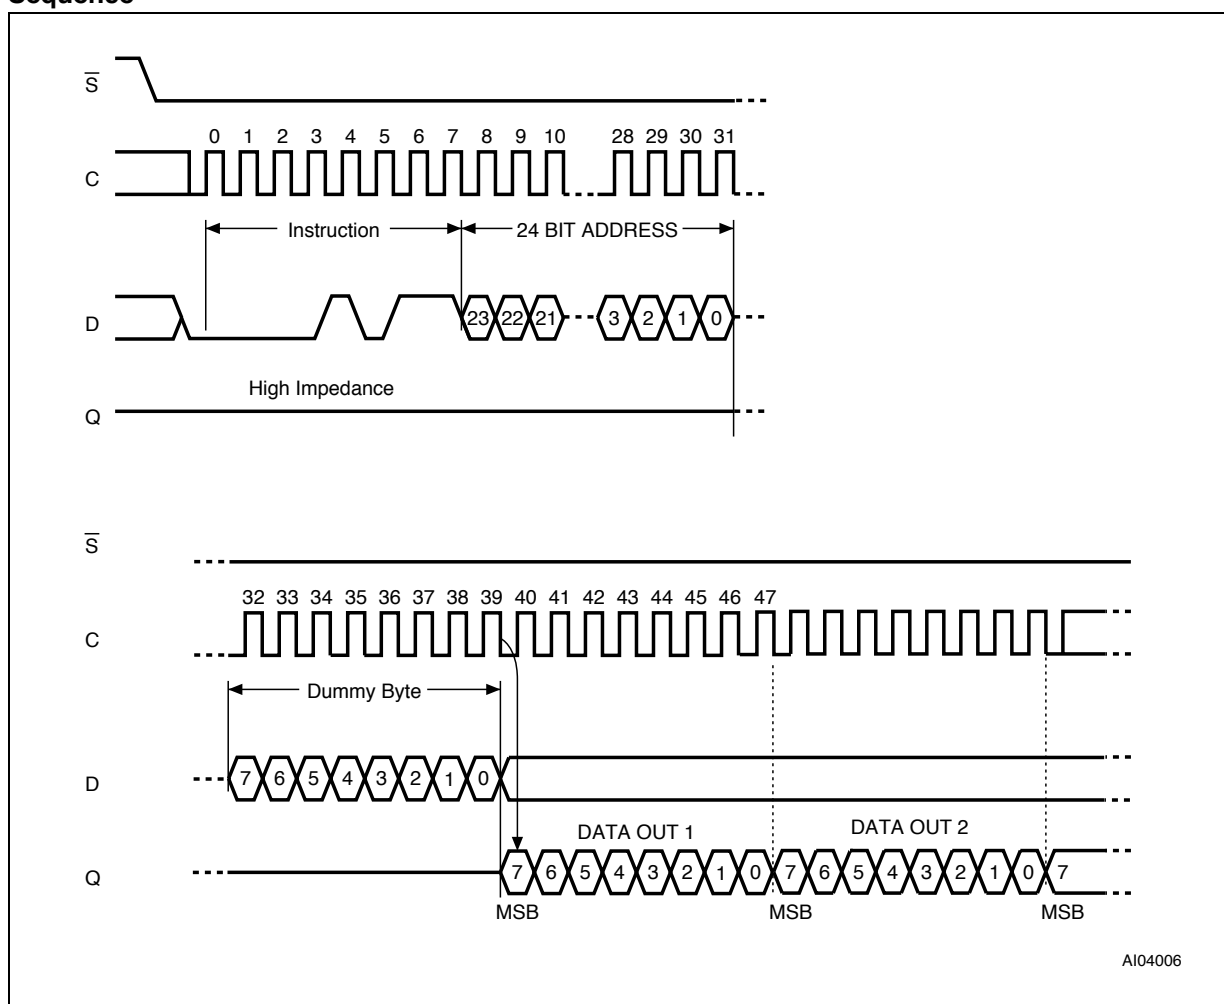 S
0 1 2 3 4 5 6 7 8 9 10 28 29 30 31
C
Instruction 24 BIT ADDRESS
D 23 22 21 3 2 1 0
High Impedance
Q
S
32 33 34 35 36 37 38 39 40 41 42 43 44 45 46 47
C
Dummy Byte
D 7 6 5 4 3 2 1 0
DATA OUT 1 DATA OUT 2
Q 7 6 5 4 3 2 1 0 7 6 5 4 3 2 1 0 7
MSB MSB MSB
AI04006